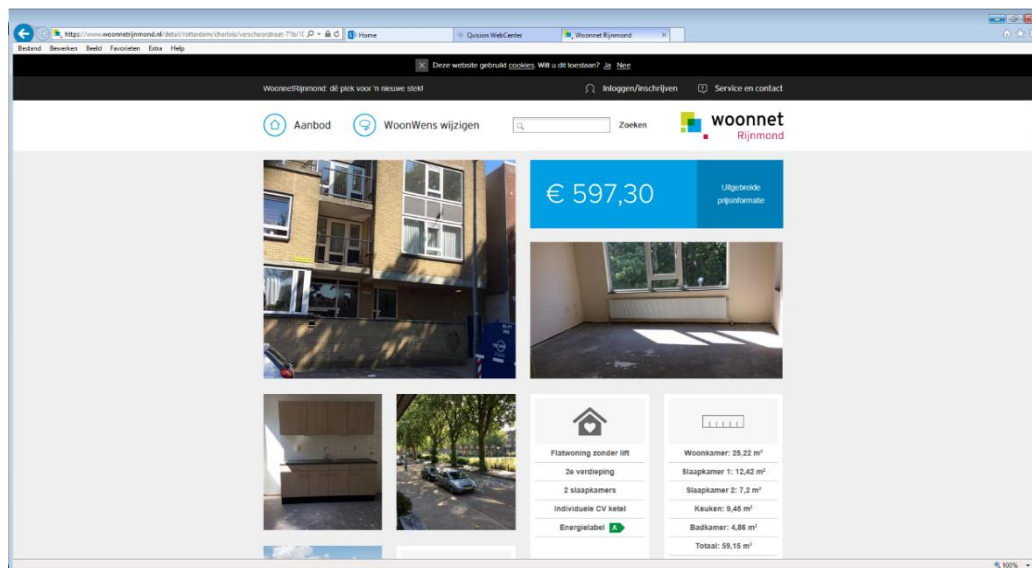 https://www.woonnetrijnmond.nl/detail/rotterdam/charlois/verschoorstraat-71b/1(
Home
Qvision WebCenter
Woonnet Rijnmond
Bestand Bewerken Beeld Favorieten Extra Help
Deze website gebruikt cookies. Wilt u dit toestaan? Ja Nee
WoonnetRijnmond: dé plek voor 'n nieuwe stek!
Inloggen/inschrijven
Service en contact
Aanbod
WoonWens wijzigen
Zoeken
woonnet
Rijnmond
€ 597,30
Uitgebreide
prijsinformatie
Flatwoning zonder lift
2e verdieping
2 slaapkamers
Individuele CV ketel
Energielabel A
Woonkamer: 25,22 m²
Slaapkamer 1: 12,42 m²
Slaapkamer 2: 7,2 m²
Keuken: 9,45 m²
Badkamer: 4,86 m²
Totaal: 59,15 m²
100%